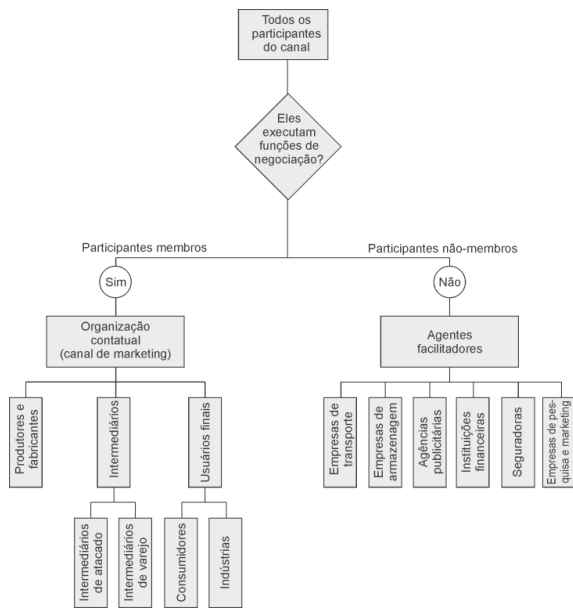 Todos os
participantes
do canal
Eles
executam
funções de
negociação?
Participantes membros
Participantes não-membros
Sim
Não
Organização
contatual
(canal de marketing)
Agentes
facilitadores
Produtores e
fabricantes
Intermediários
Usuários finais
Empresas de
transporte
Empresas de
armazenagem
Agências
publicitárias
Instituições
financeiras
Seguradoras
Empresas de pes-
quisa e marketing
Intermediários
de atacado
Intermediários
de varejo
Consumidores
Indústrias